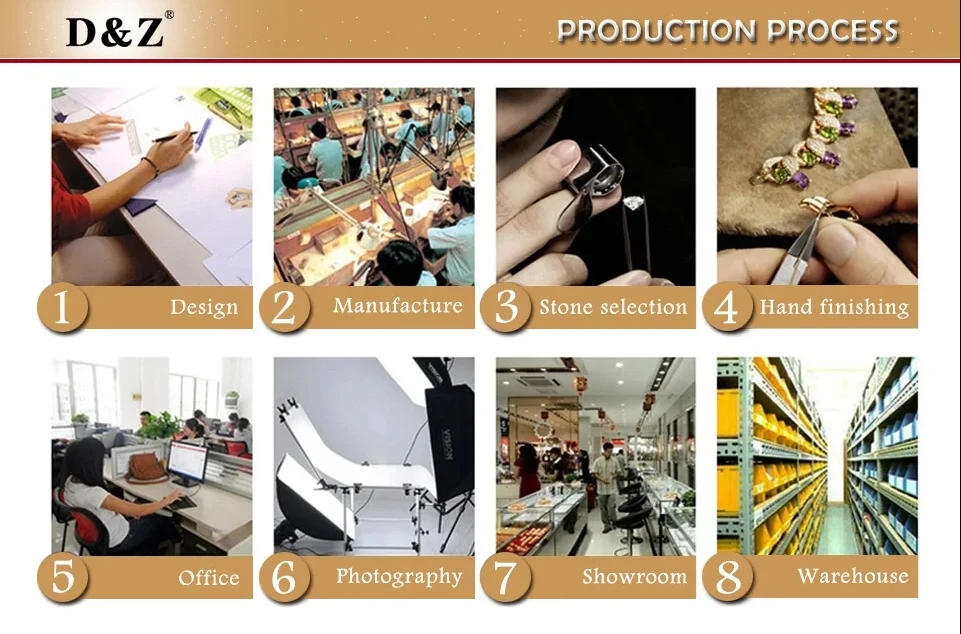 D&Z®
PRODUCTION PROCESS
1 Design
2 Manufacture
3 Stone selection
4 Hand finishing
VISION
5 Office
6 Photography
7 Showroom
8 Warehouse